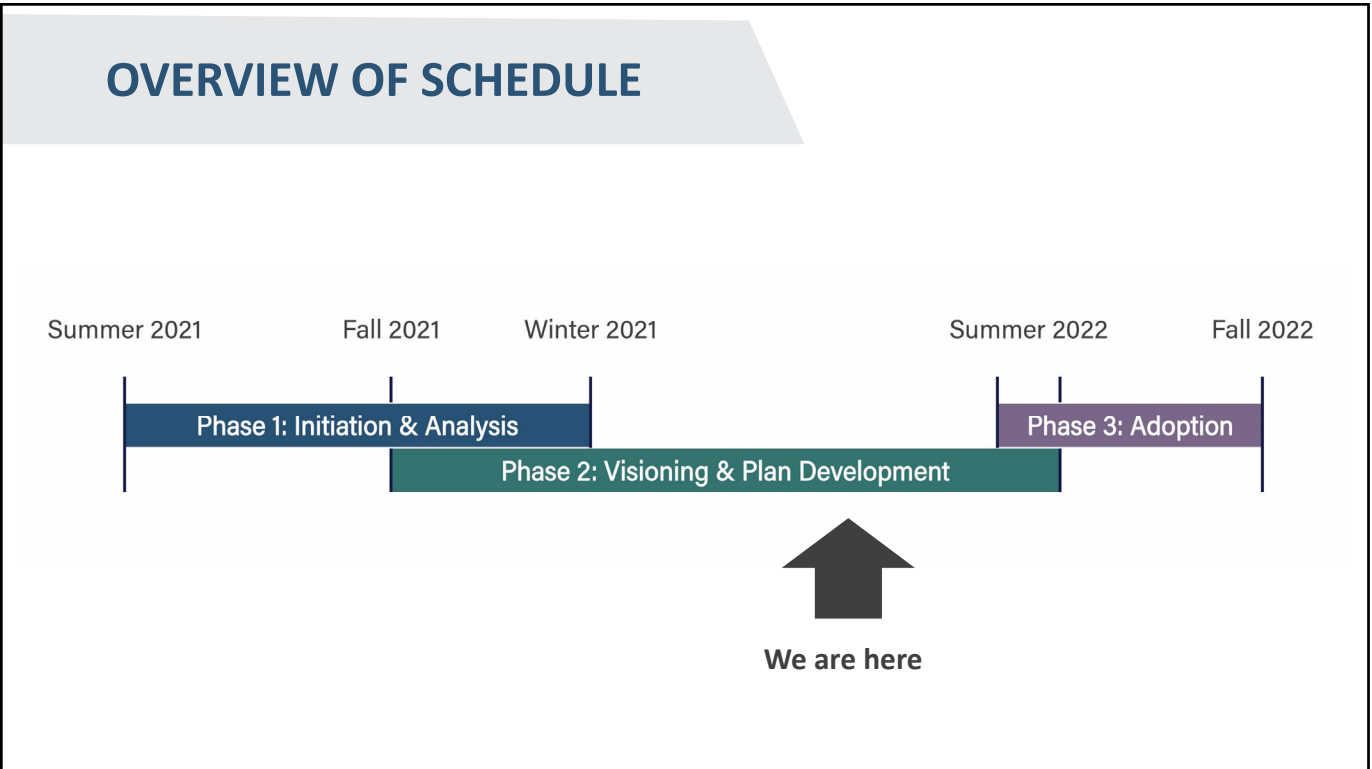 OVERVIEW OF SCHEDULE
Summer 2021
Fall 2021
Winter 2021
Summer 2022
Fall 2022
Phase 1: Initiation & Analysis
Phase 3: Adoption
Phase 2: Visioning & Plan Development
We are here